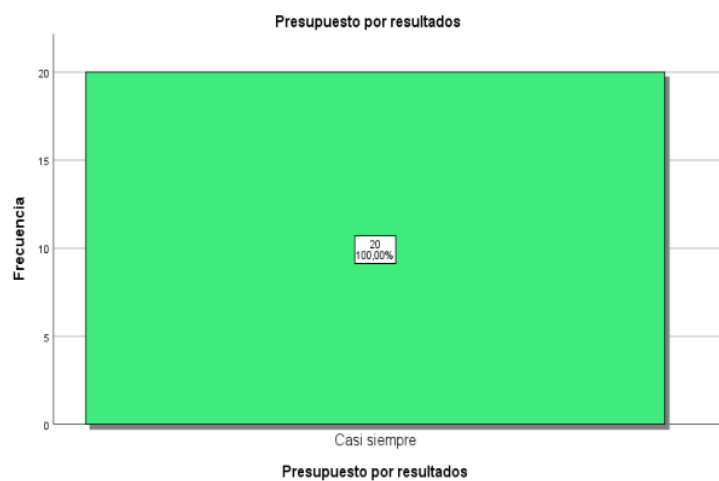 Presupuesto por resultados
20
15
10
5
0
Frecuencia
20
100,00%
Casi siempre
Presupuesto por resultados